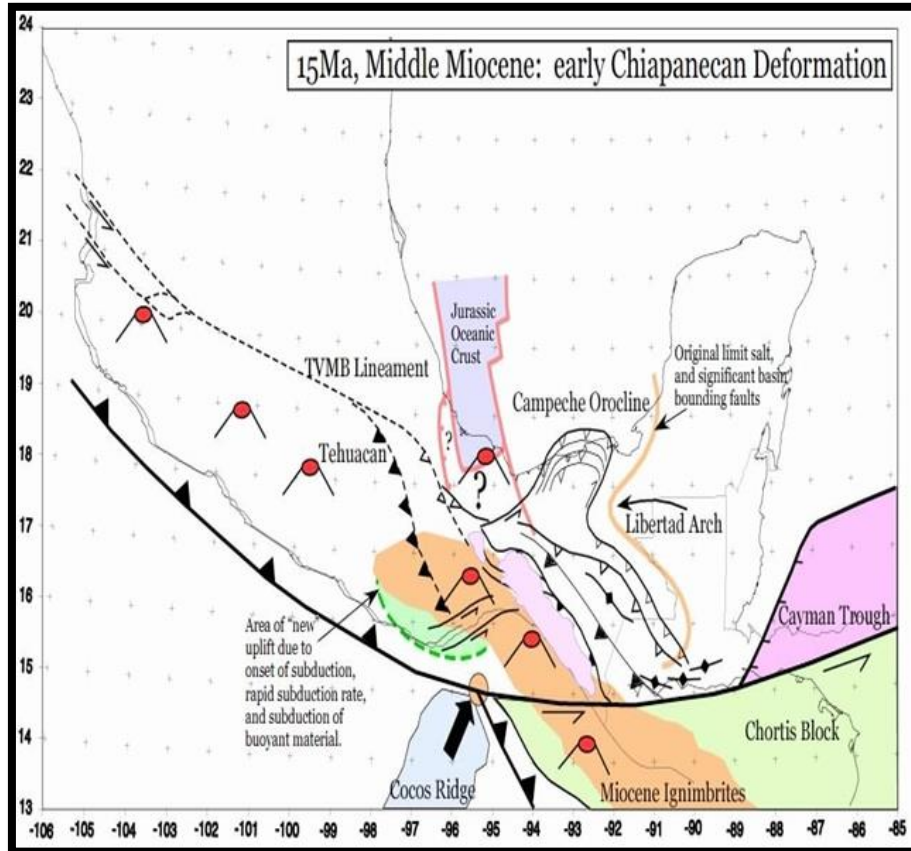 24
15Ma, Middle Miocene: early Chiapanecan Deformation
23
22
21
20
Jurassic
Oceanic
Crust
Original limit salt,
and significant basin
bounding faults
TVMB Lineament
19
Campeche Orocline
?
18
Tehuacan
?
Libertad Arch
17
16
Cayman Trough
Area of "new"
uplift due to
onset of subduction,
rapid subduction rate,
and subduction of
buoyant material.
15
Chortis Block
14
Cocos Ridge
Miocene Ignimbrites
13
-106 -105 -104 -103 -102 -101 -100 -99 -98 -97 -96 -95 -94 -93 -92 -91 -90 -89 -88 -87 -86 -85